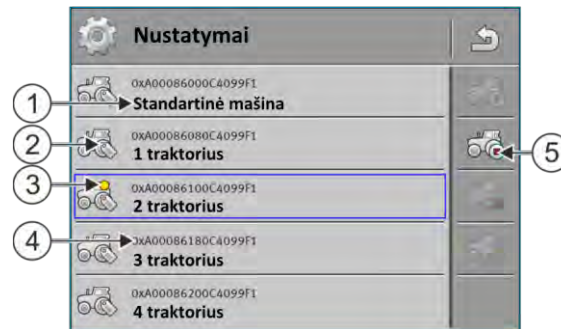 Nustatymai
0xA00086000C4099F1
1 Standartinė mašina
0xA00086080C4099F1
2 1 traktorius
5
3 0xA00086100C4099F1
2 traktorius
4 0xA00086180C4099F1
3 traktorius
0xA00086200C4099F1
4 traktorius